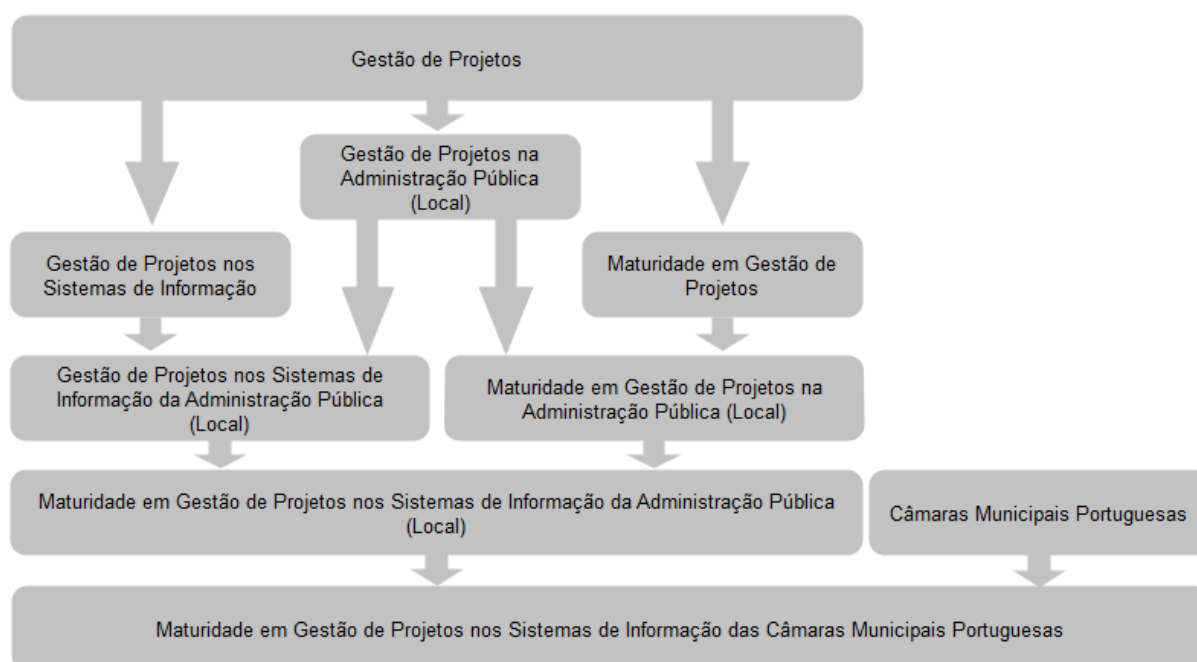 Gestão de Projetos
Gestão de Projetos na
Administração Pública
(Local)
Gestão de Projetos nos
Sistemas de Informação
Maturidade em Gestão de
Projetos
Gestão de Projetos nos Sistemas de
Informação da Administração Pública
(Local)
Maturidade em Gestão de Projetos na
Administração Pública (Local)
Maturidade em Gestão de Projetos nos Sistemas de Informação da Administração Pública
(Local)
Câmaras Municipais Portuguesas
Maturidade em Gestão de Projetos nos Sistemas de Informação das Câmaras Municipais Portuguesas